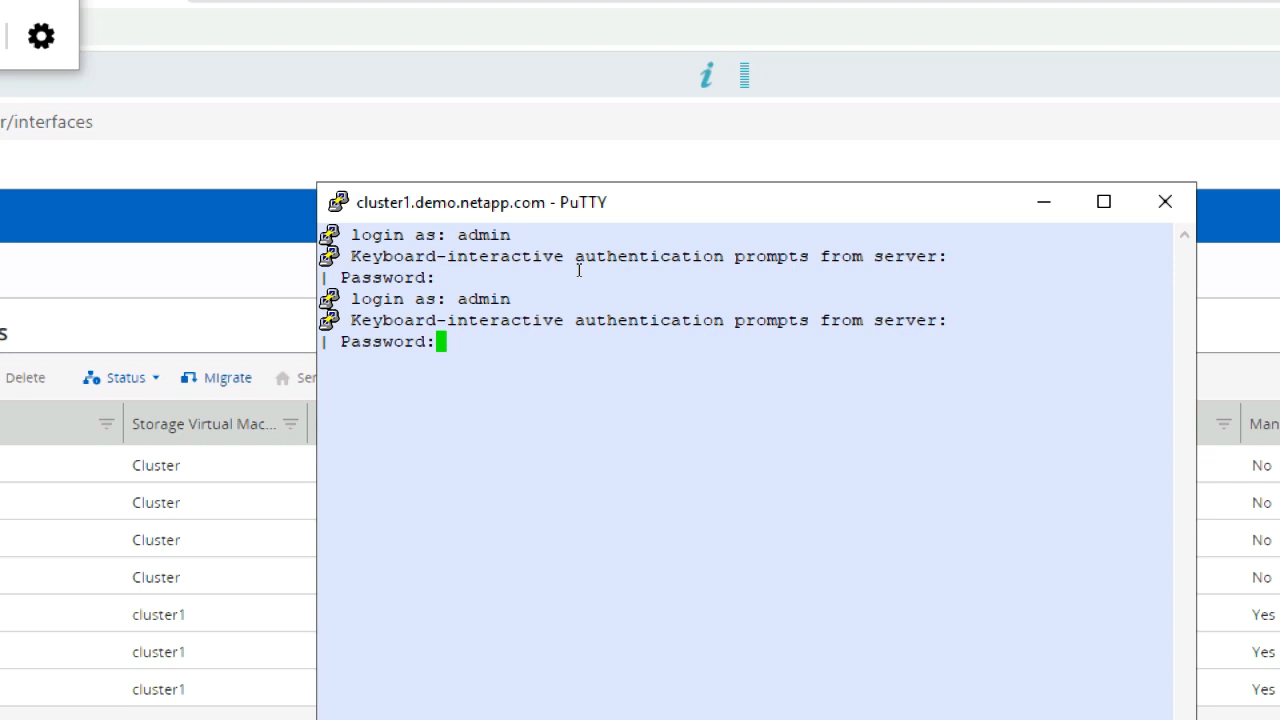 r/interfaces
cluster1.demo.netapp.com - PuTTY
login as: admin
Keyboard-interactive authentication prompts from server:
| Password:
login as: admin
Keyboard-interactive authentication prompts from server:
| Password:
s
Delete Status Migrate Sen
Storage Virtual Mac... Man
Cluster No
Cluster No
Cluster No
Cluster No
cluster1 Yes
cluster1 Yes
cluster1 Yes